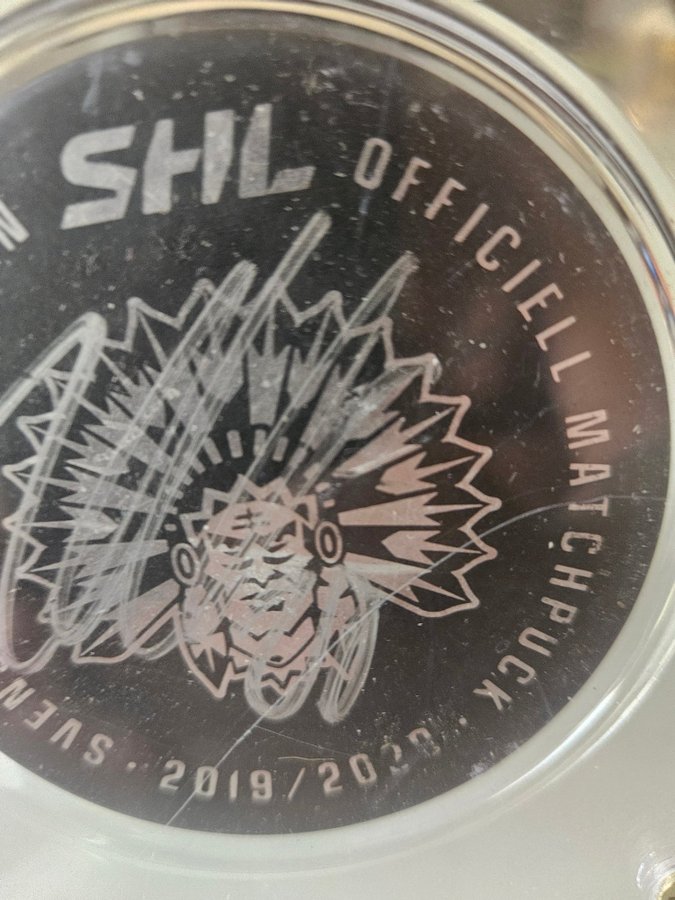 SHL
OFFICIELL MATCHPUCK
SVEN
· 2019/2020 ·